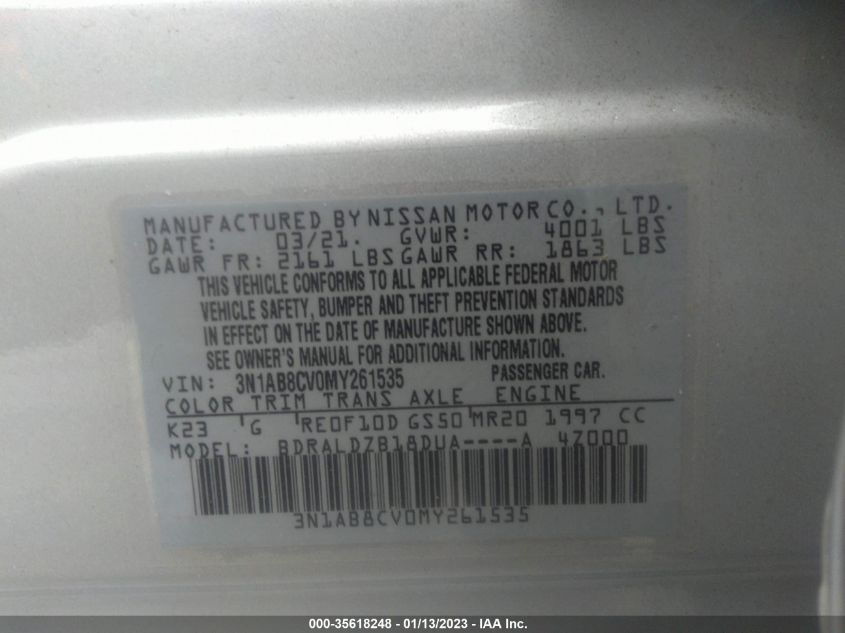 MANUFACTURED BY NISSAN MOTOR CO., LTD.
DATE: 03/21. GVWR: 4001 LBS
GAWR FR: 2161 LBS GAWR RR: 1863 LBS
THIS VEHICLE CONFORMS TO ALL APPLICABLE FEDERAL MOTOR
VEHICLE SAFETY, BUMPER AND THEFT PREVENTION STANDARDS
IN EFFECT ON THE DATE OF MANUFACTURE SHOWN ABOVE.
SEE OWNER'S MANUAL FOR ADDITIONAL INFORMATION.
VIN: 3N1AB8CV0MY261535 PASSENGER CAR.
COLOR TRIM TRANS AXLE ENGINE
K23 G RE0F10D GS50 MR20 1997 CC
MODEL: BDRALDZB18DUA----A 4Z000
3N1AB8CV0MY261535
000-35618248 - 01/13/2023 - IAA Inc.